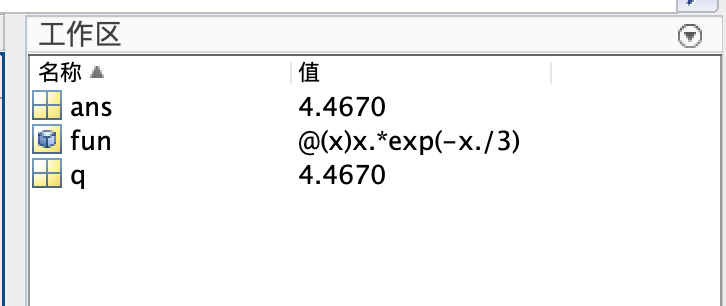 工作区
名称 值
ans 4.4670
fun @(x)x.*exp(-x./3)
q 4.4670